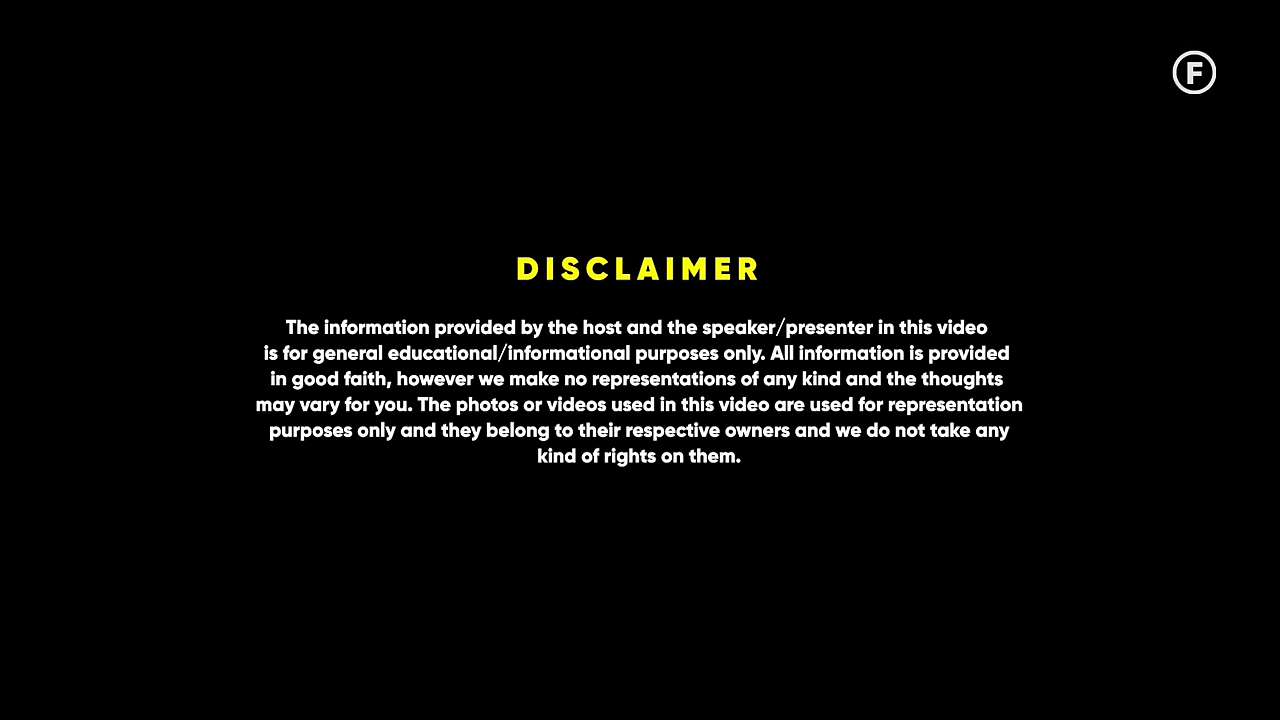 F
DISCLAIMER
The information provided by the host and the speaker/presenter in this video
is for general educational/informational purposes only. All information is provided
in good faith, however we make no representations of any kind and the thoughts
may vary for you. The photos or videos used in this video are used for representation
purposes only and they belong to their respective owners and we do not take any
kind of rights on them.